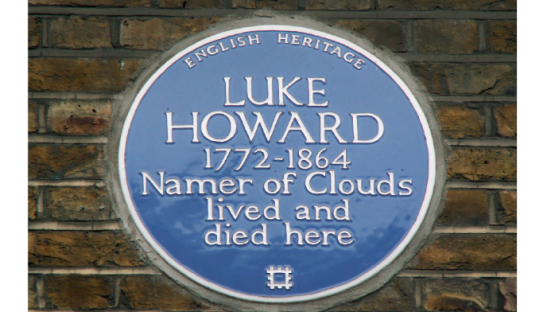 ENGLISH HERITAGE
LUKE
HOWARD
1772-1864
Namer of Clouds
lived and
died here